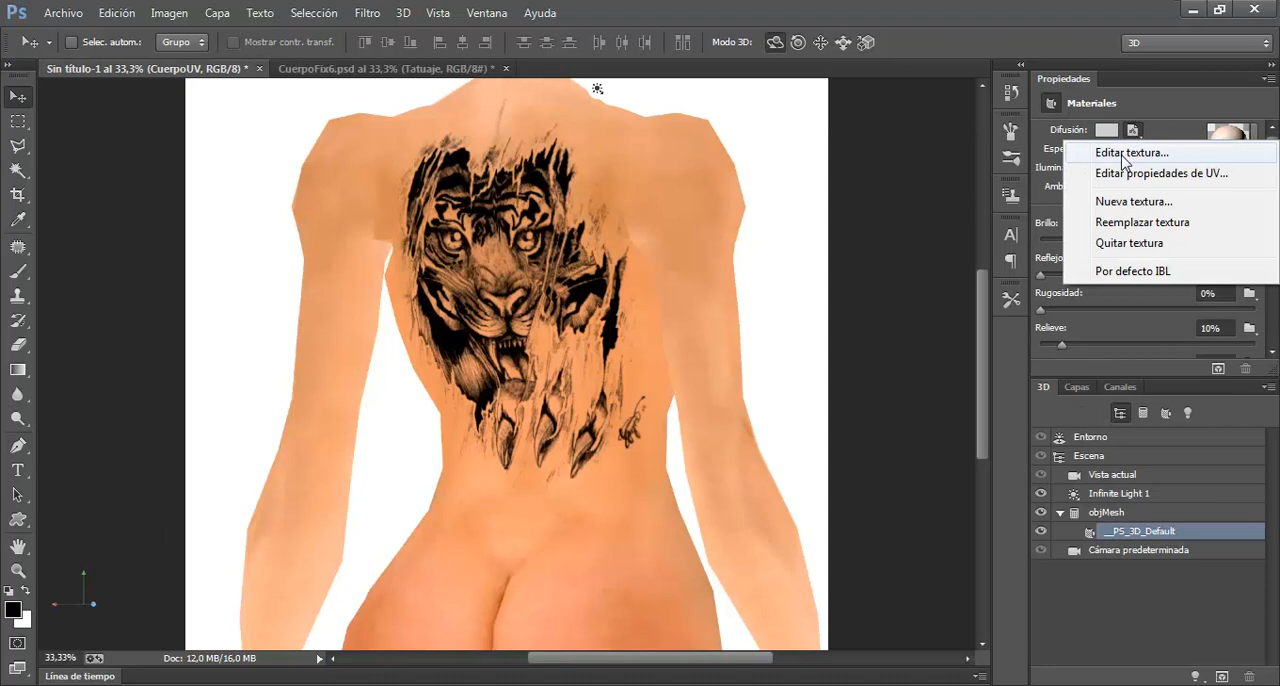 Ps Archivo Edición Imagen Capa Texto Selección Filtro 3D Vista Ventana Ayuda
Selec. autom.: Grupo Mostrar contr. transf. Modo 3D: 3D
Sin título-1 al 33,3% (CuerpoUV, RGB/8) * × CuerpoFix6.psd al 33,3% (Tatuaje, RGB/8#) * ×
Propiedades
Materiales
Difusión:
Editar textura...
Editar propiedades de UV...
Nueva textura...
Reemplazar textura
Quitar textura
Por defecto IBL
Brillo:
Rugosidad: 0%
Relieve: 10%
3D Capas Canales
Entorno
Escena
Vista actual
Infinite Light 1
objMesh
__PS_3D_Default
Cámara predeterminada
33,33% Doc: 12,0 MB/16,0 MB
Línea de tiempo